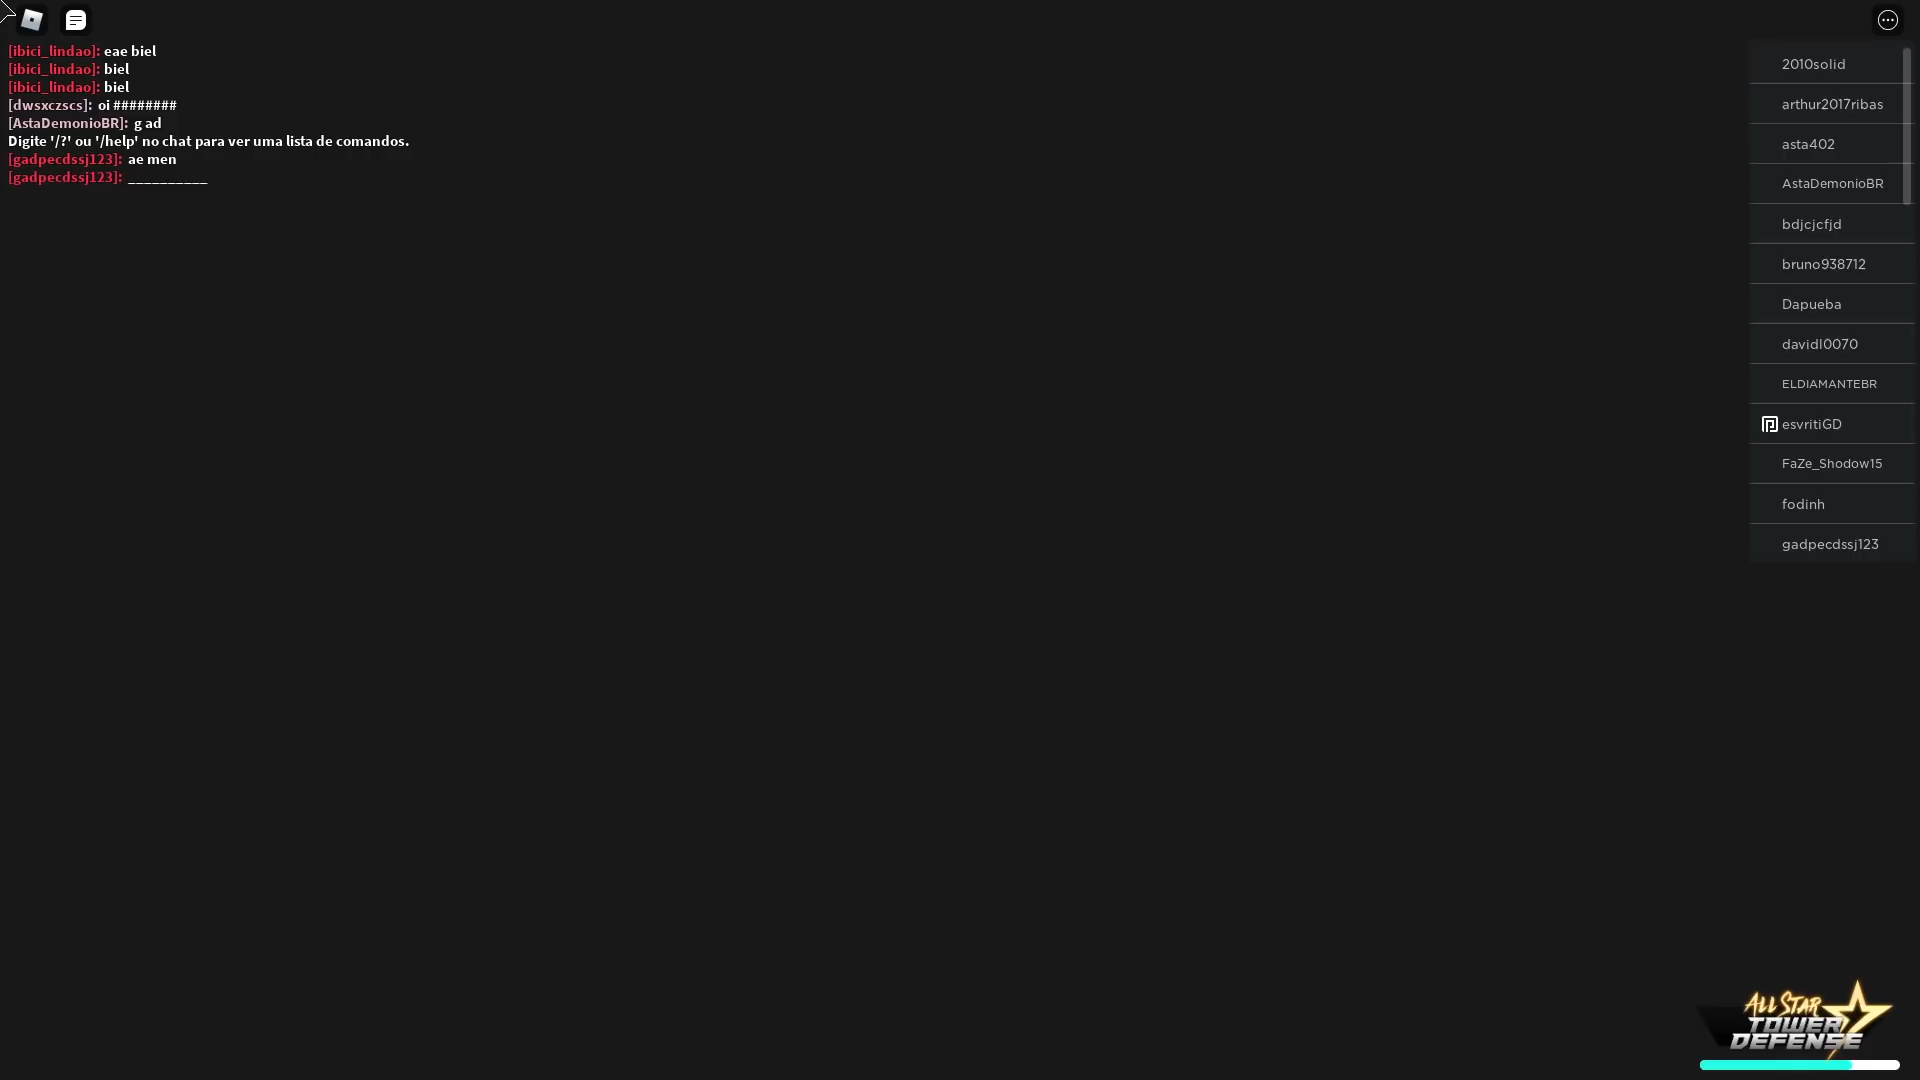 [ibici_lindao]: eae biel
[ibici_lindao]: biel
[ibici_lindao]: biel
[dwsxczscs]: oi ########
[AstaDemonioBR]: g ad
Digite '/?' ou '/help' no chat para ver uma lista de comandos.
[gadpecdssj123]: ae men
[gadpecdssj123]: __________
2010solid
arthur2017ribas
asta402
AstaDemonioBR
bdjcjcfjd
bruno938712
Dapueba
davidl0070
ELDIAMANTEBR
esvritiGD
FaZe_Shodow15
fodinh
gadpecdssj123
ALL STAR
TOWER
DEFENSE